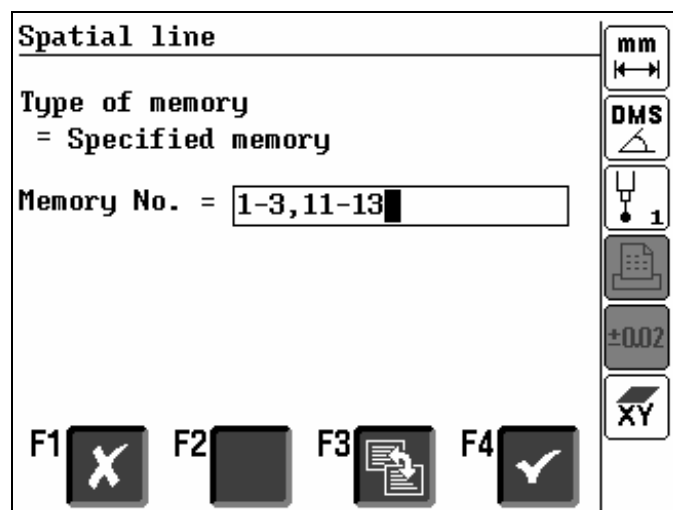 Spatial line
Type of memory
= Specified memory
Memory No. = 1-3,11-13
F1
F2
F3
F4
mm
DMS
1
±0.02
XY